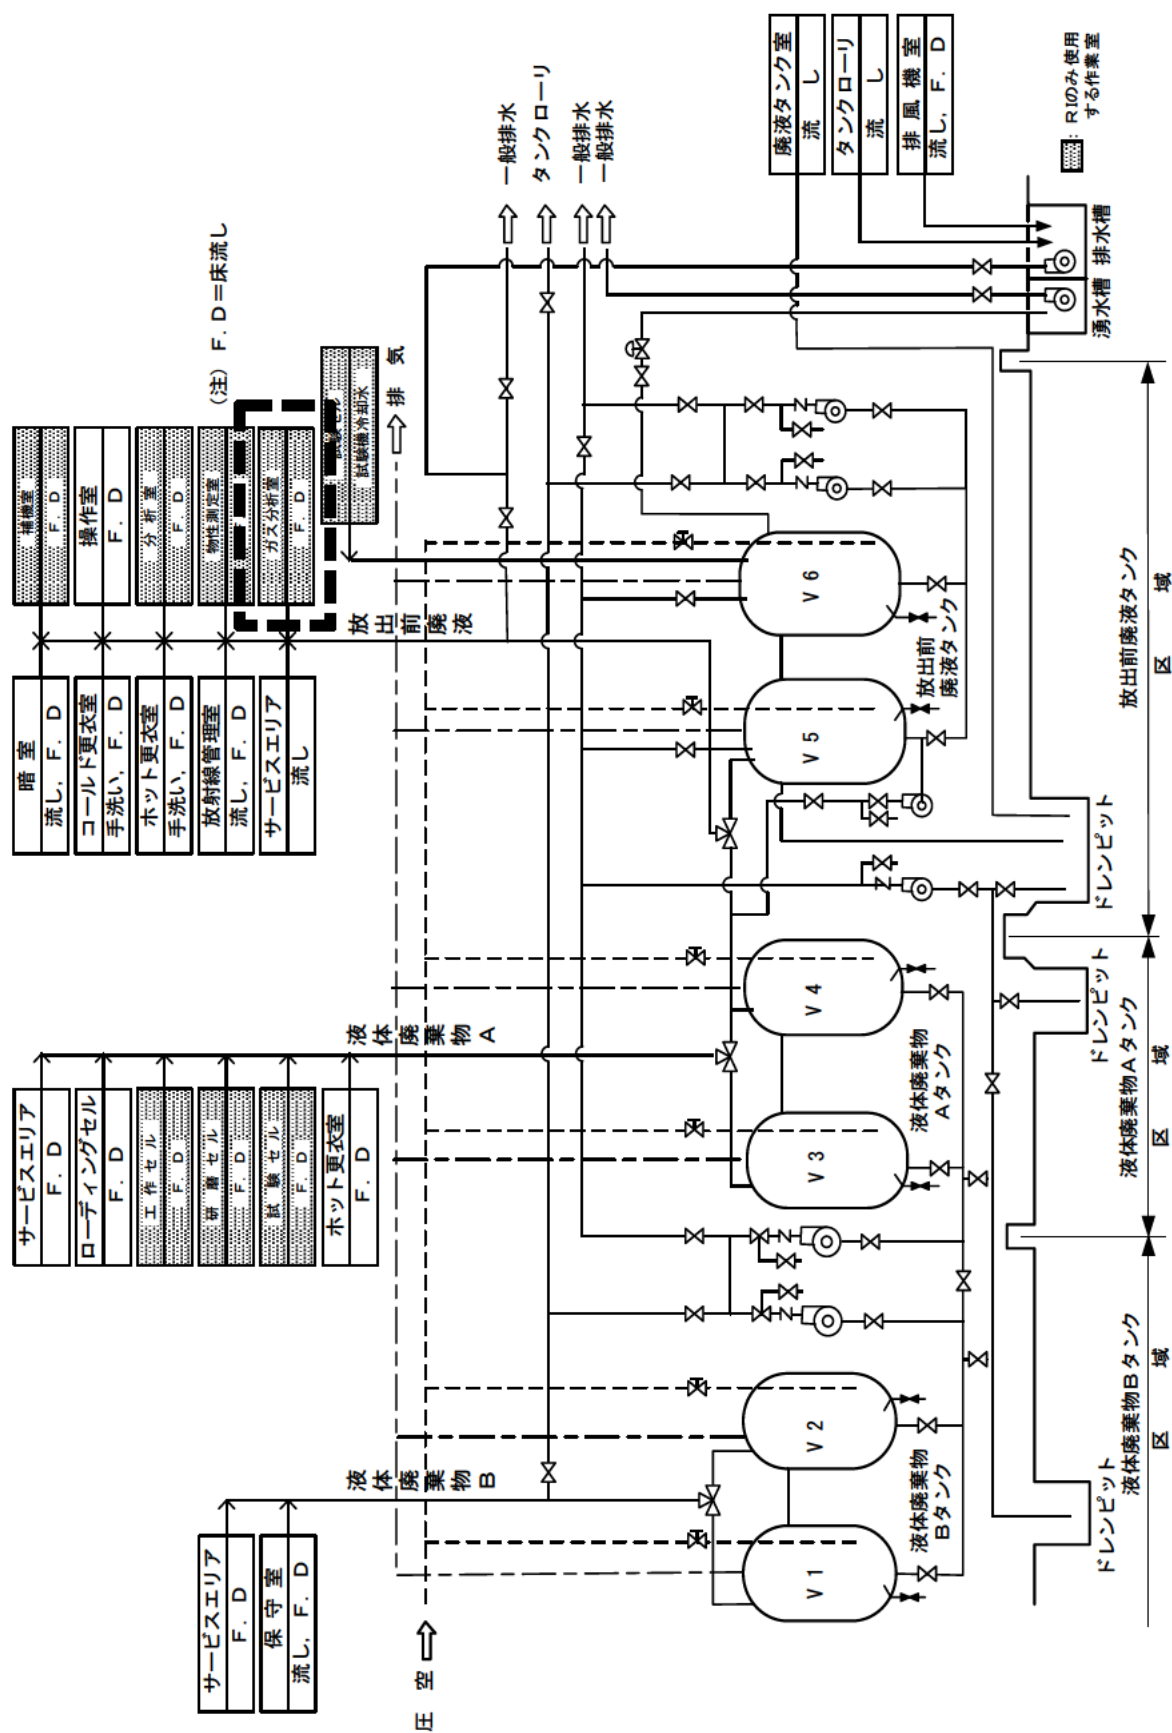 (注) F. D＝床流し
サービスエリア
F. D
保 守 室
流し, F. D
サービスエリア
F. D
ローディングセル
F. D
工 作 セ ル
F. D
研 磨 セ ル
F. D
試 験 セ ル
F. D
ホット更衣室
F. D
暗 室
流し, F. D
コールド更衣室
手洗い, F. D
ホット更衣室
手洗い, F. D
放射線管理室
流し, F. D
サービスエリア
流し
補機室
F. D
操作室
F. D
分 析 室
F. D
物性測定室
ガス分析室
F. D
試験セル
試験機冷却水
圧 空
排 気
液体廃棄物B
液体廃棄物A
放出前廃液
一般排水
タンクローリ
一般排水
一般排水
廃液タンク室
流 し
タンクローリ
流 し
排 風 機 室
流し, F. D
: RIのみ使用
する作業室
V 1
V 2
V 3
V 4
V 5
V 6
液体廃棄物
Bタンク
液体廃棄物
Aタンク
放出前
廃液タンク
ドレンピット
ドレンピット
ドレンピット
湧水槽
排水槽
液体廃棄物Bタンク
区 域
液体廃棄物Aタンク
区 域
放出前廃液タンク
区 域